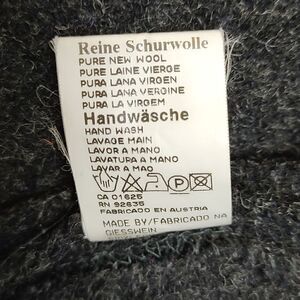 Reine Schurwolle
PURE NEW WOOL
PURE LAINE VIERGE
PURA LANA VERGINE
PURA LANA VIRGEN
PURA LA VIRGEM
Handwäsche
HAND WASH
LAVAGE MAIN
LAVAR A MANO
LAVATURA A MANO
LAVAR A MAO
P
CA 01625
RN 92635
FABRICADO EN AUSTRIA
MADE BY/FABRICADO NA
GIESSWEIN